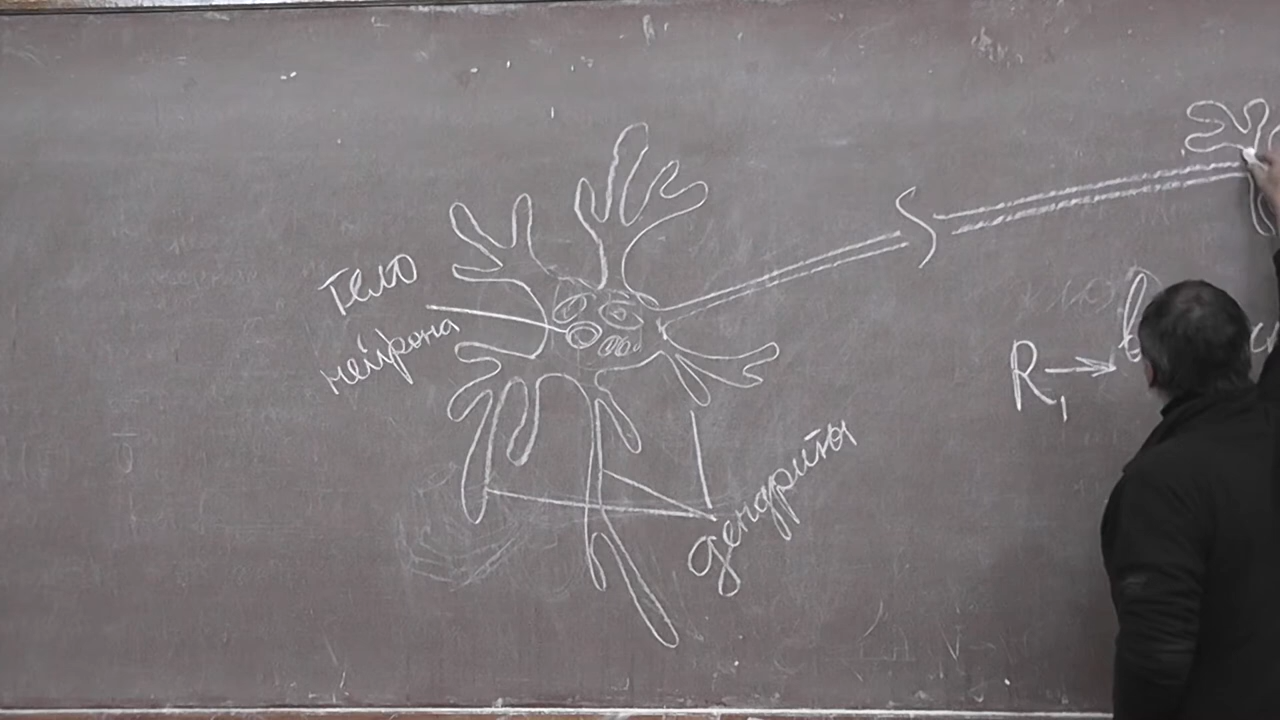 Тело
нейрона
R₁ →
дендриты